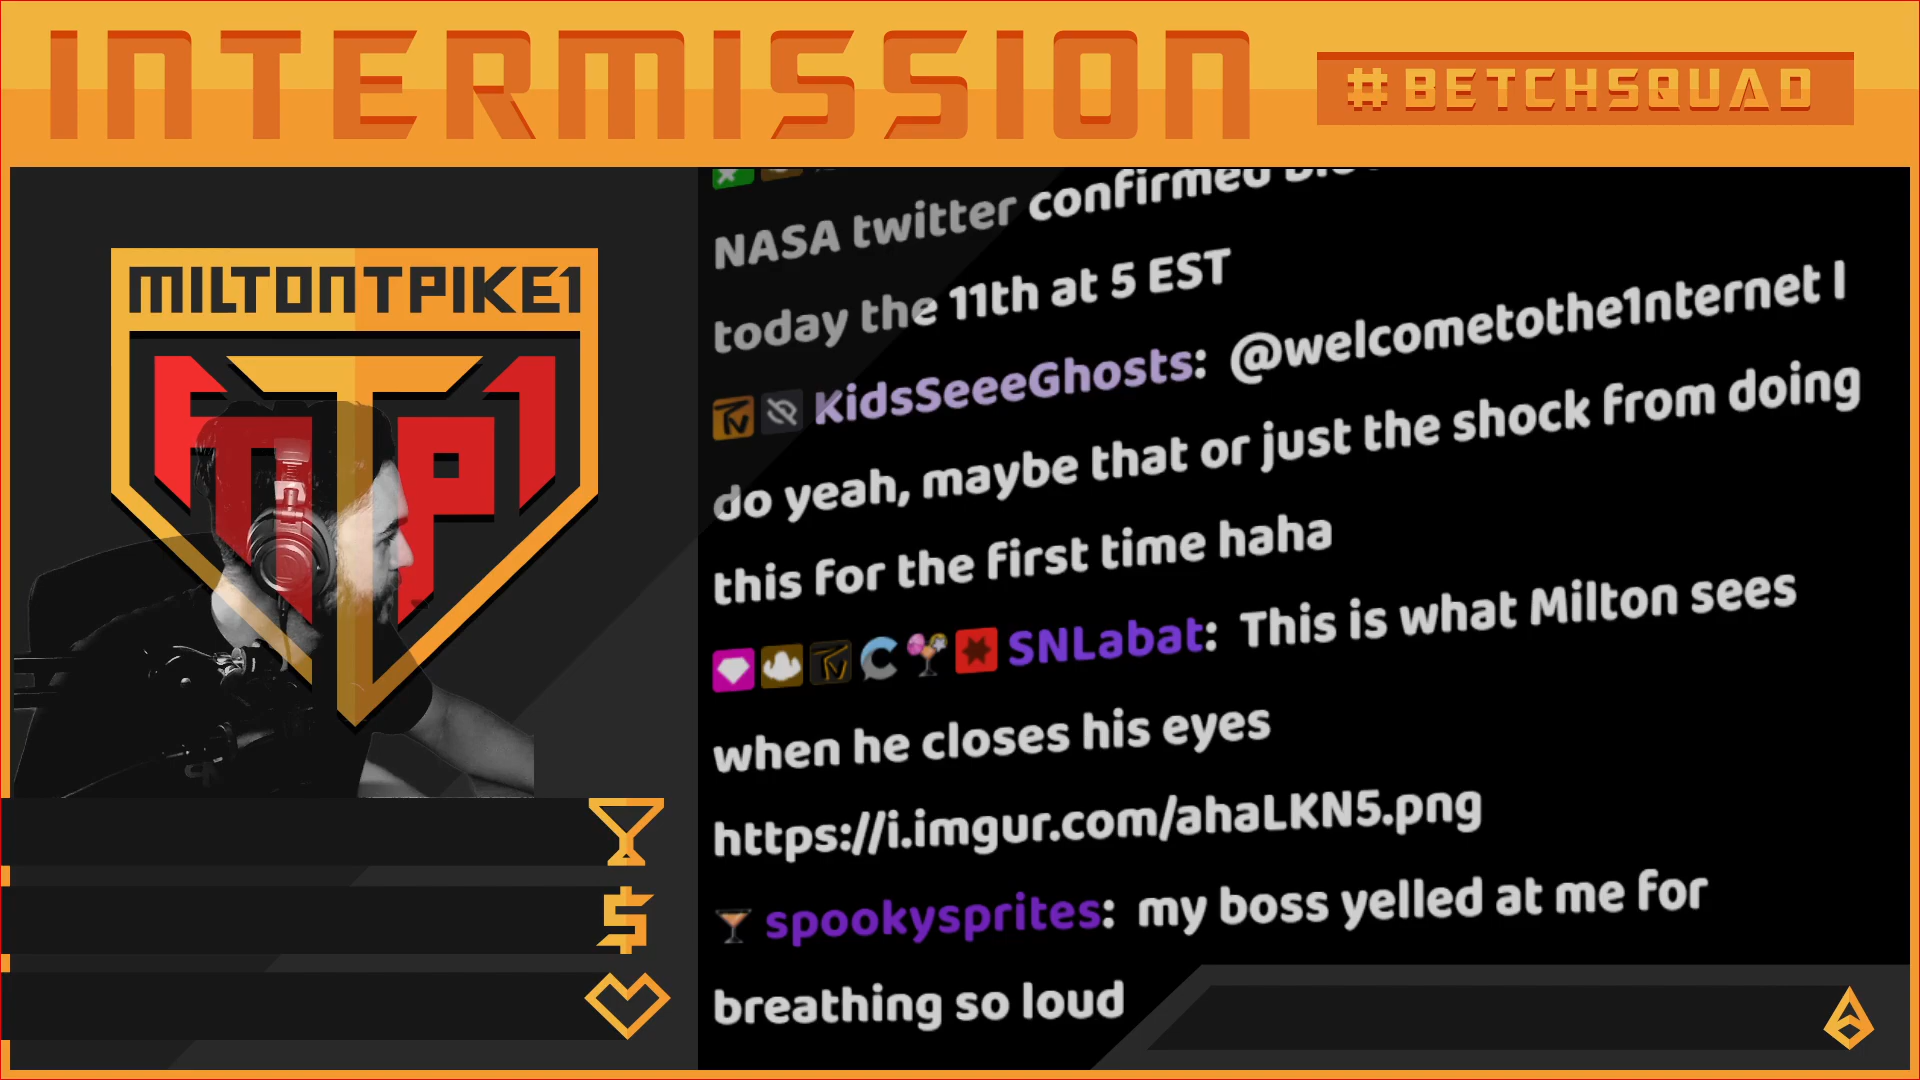 INTERMISSION
#BETCHSQUAD
MILTONTPIKE1
MTP1
NASA twitter confirmed
today the 11th at 5 EST
KidsSeeeGhosts: @welcometothe1nternet I
do yeah, maybe that or just the shock from doing
this for the first time haha
SNLabat: This is what Milton sees
when he closes his eyes
https://i.imgur.com/ahaLKN5.png
spookysprites: my boss yelled at me for
breathing so loud